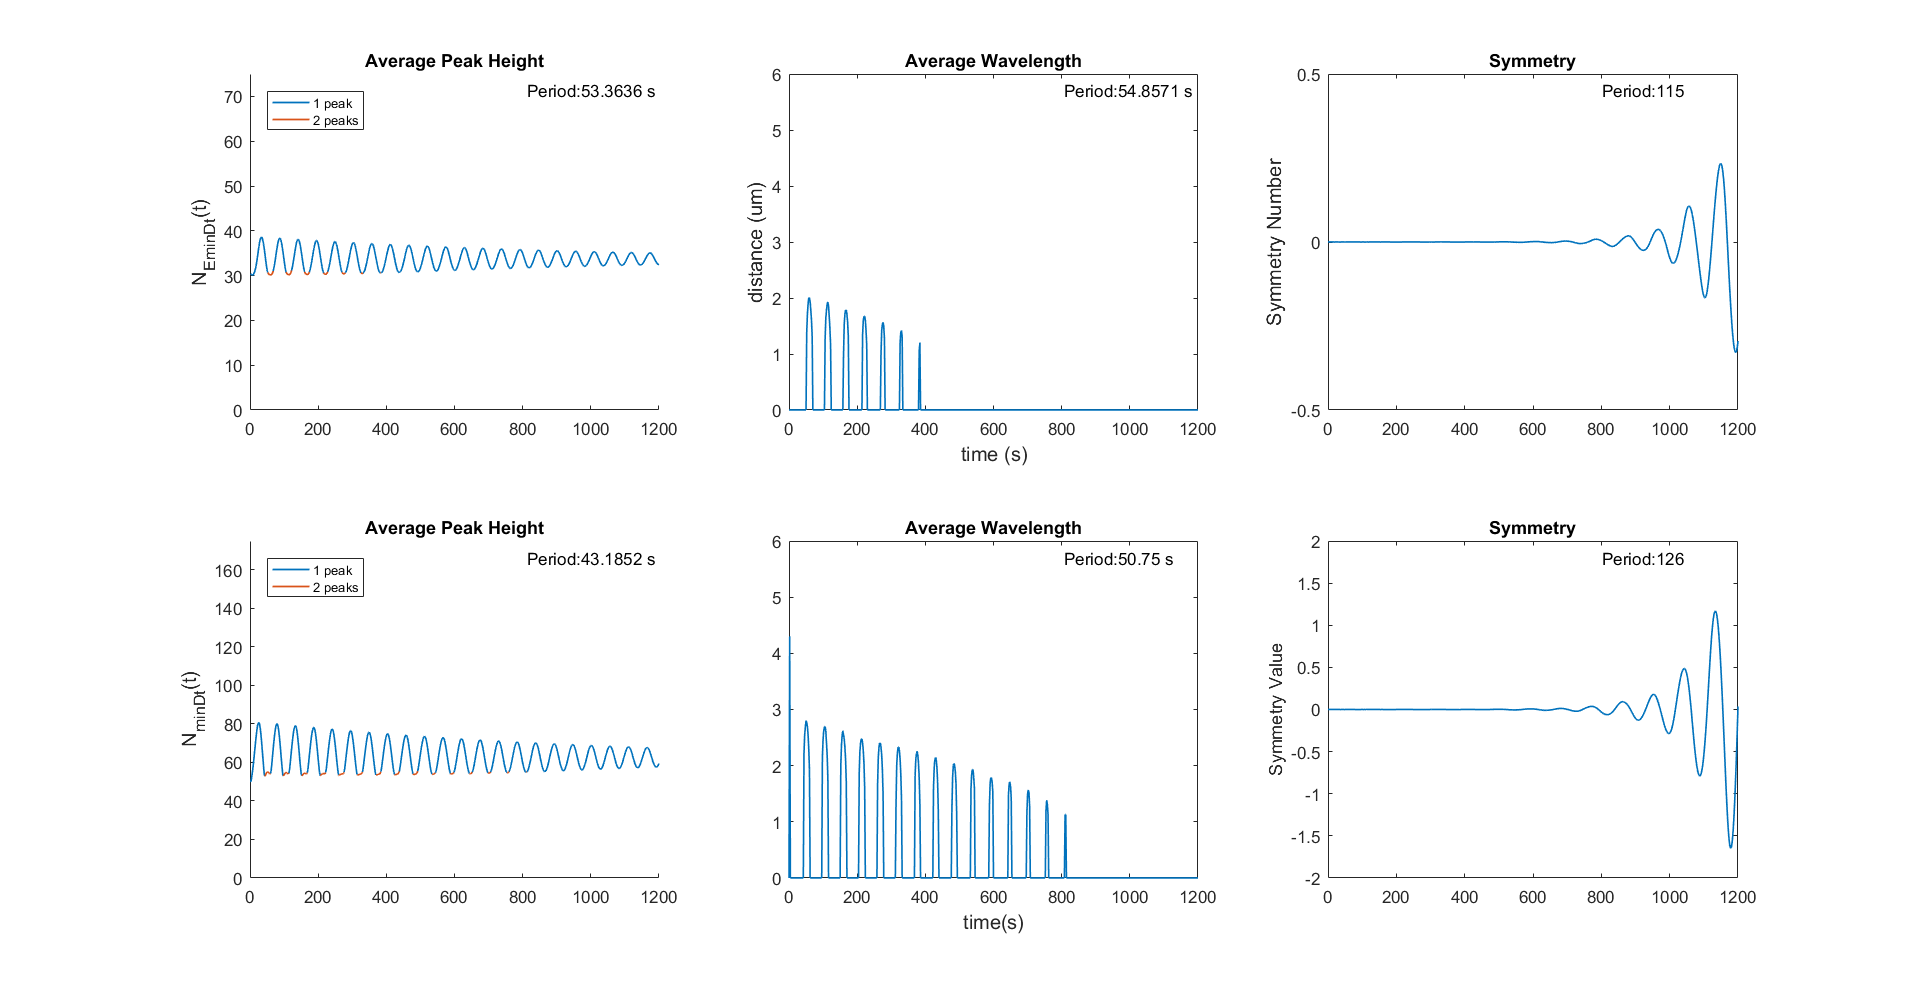 Average Peak Height
Period:53.3636 s
1 peak
2 peaks
N_EminDt(t)
70
60
50
40
30
20
10
0
0 200 400 600 800 1000 1200
Average Wavelength
Period:54.8571 s
distance (um)
6
5
4
3
2
1
0
0 200 400 600 800 1000 1200
time (s)
Symmetry
Period:115
Symmetry Number
0.5
0
-0.5
0 200 400 600 800 1000 1200
Average Peak Height
Period:43.1852 s
1 peak
2 peaks
N_minDt(t)
160
140
120
100
80
60
40
20
0
0 200 400 600 800 1000 1200
Average Wavelength
Period:50.75 s
6
5
4
3
2
1
0
0 200 400 600 800 1000 1200
time(s)
Symmetry
Period:126
Symmetry Value
2
1.5
1
0.5
0
-0.5
-1
-1.5
-2
0 200 400 600 800 1000 1200